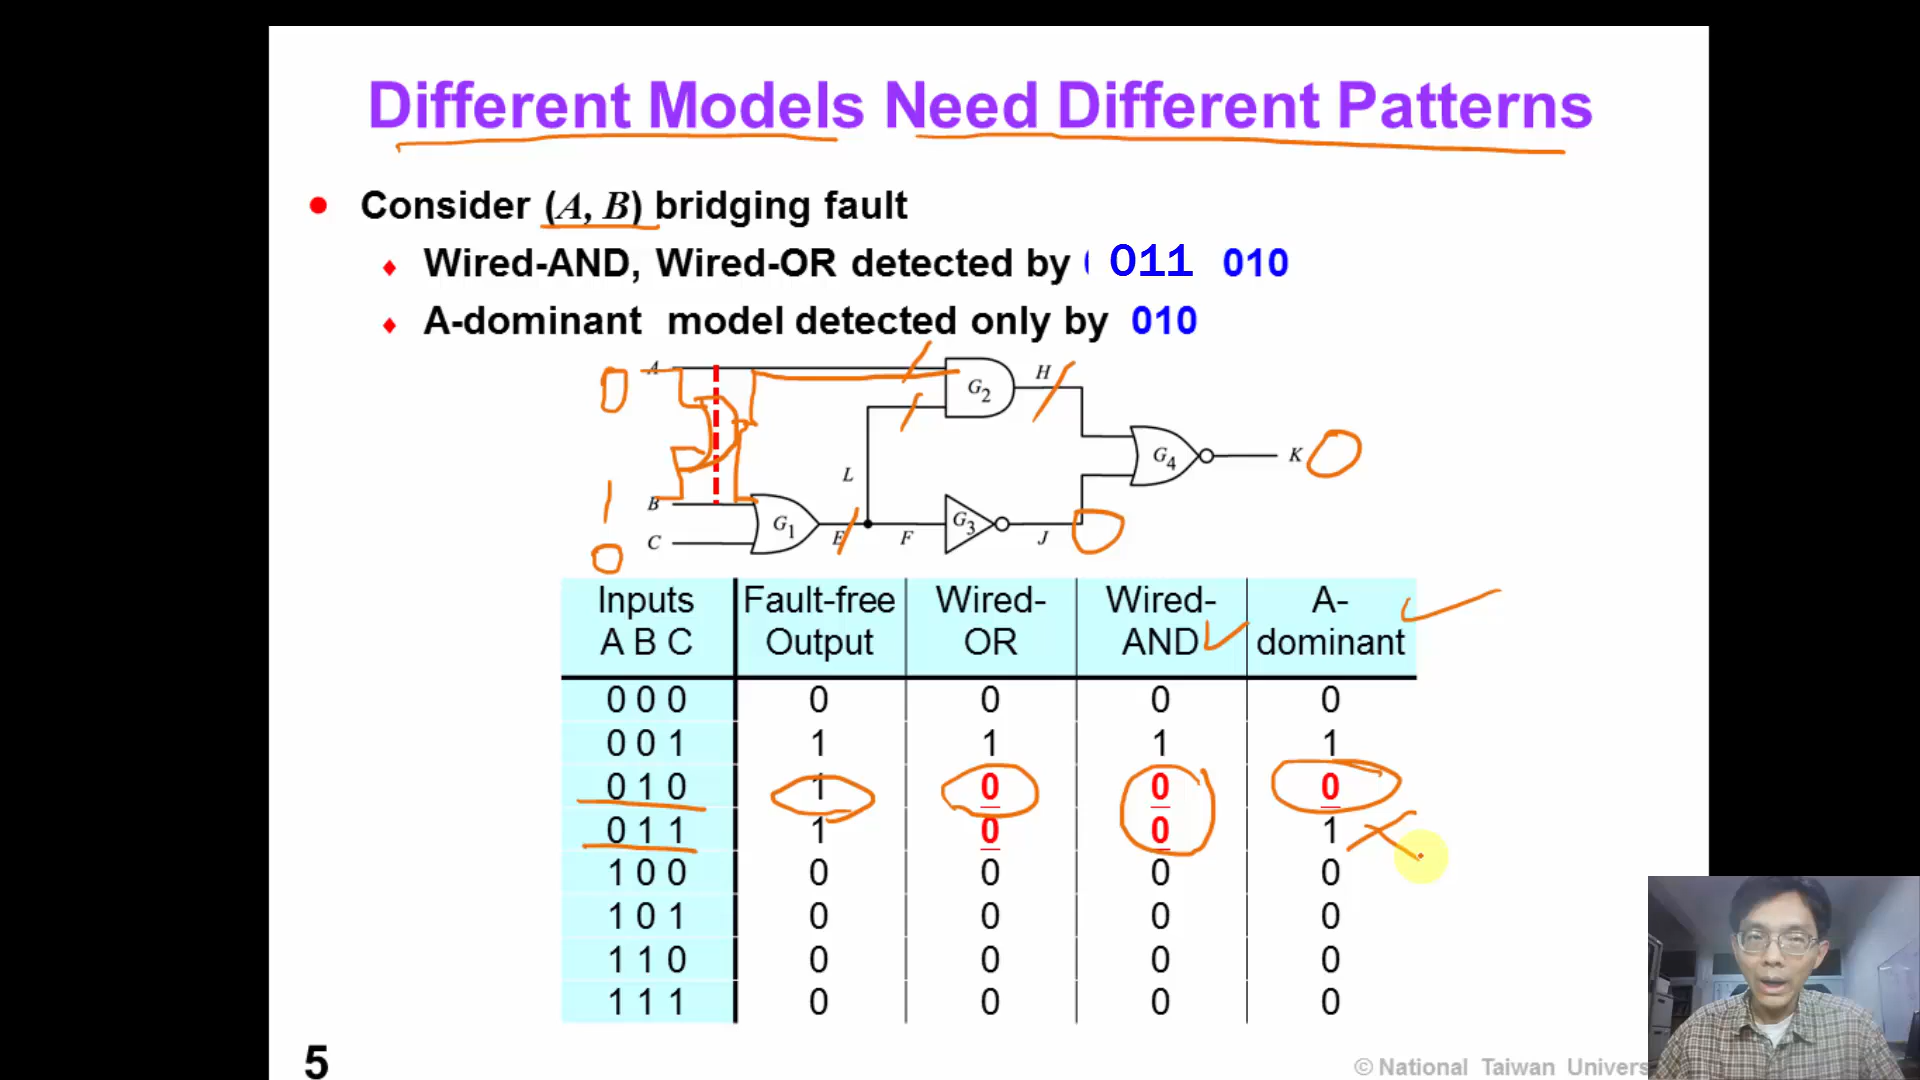 Different Models Need Different Patterns
Consider (A, B) bridging fault
Wired-AND, Wired-OR detected by 011 010
A-dominant model detected only by 010
A
0
G2
H
G4
K 0
L
1
B
G1
E
F
G3
J 0
C
0
Inputs A B C Fault-free Output Wired-OR Wired-AND A-dominant
0 0 0 0 0 0 0
0 0 1 1 1 1 1
0 1 0 1 0 0 0
0 1 1 1 0 0 1
1 0 0 0 0 0 0
1 0 1 0 0 0 0
1 1 0 0 0 0 0
1 1 1 0 0 0 0
5
© National Taiwan Univers